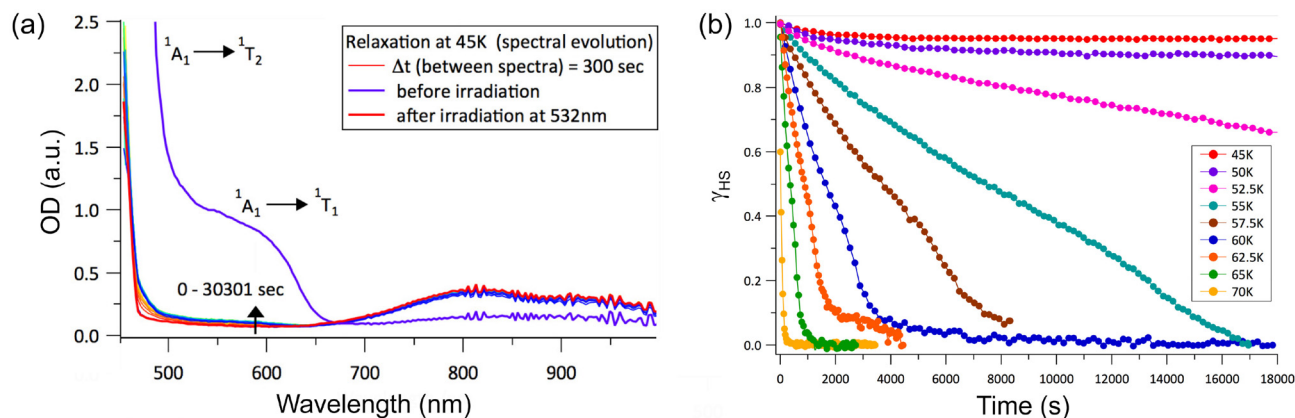 (a)
OD (a.u.)
2.5
2.0
1.5
1.0
0.5
0.0
¹A₁ → ¹T₂
¹A₁ → ¹T₁
0 - 30301 sec
Relaxation at 45K (spectral evolution)
Δt (between spectra) = 300 sec
before irradiation
after irradiation at 532nm
500 600 700 800 900
Wavelength (nm)
(b)
γHS
1.0
0.8
0.6
0.4
0.2
0.0
45K
50K
52.5K
55K
57.5K
60K
62.5K
65K
70K
0 2000 4000 6000 8000 10000 12000 14000 16000 18000
Time (s)